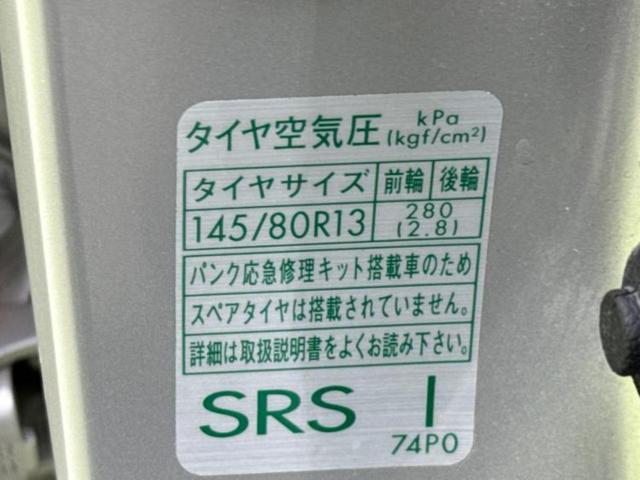 タイヤ空気圧 kPa (kgf/cm²)
タイヤサイズ 前輪 後輪
145/80R13 280 (2.8)
パンク応急修理キット搭載車のため
スペアタイヤは搭載されていません。
詳細は取扱説明書をよくお読み下さい。
SRS I
74P0